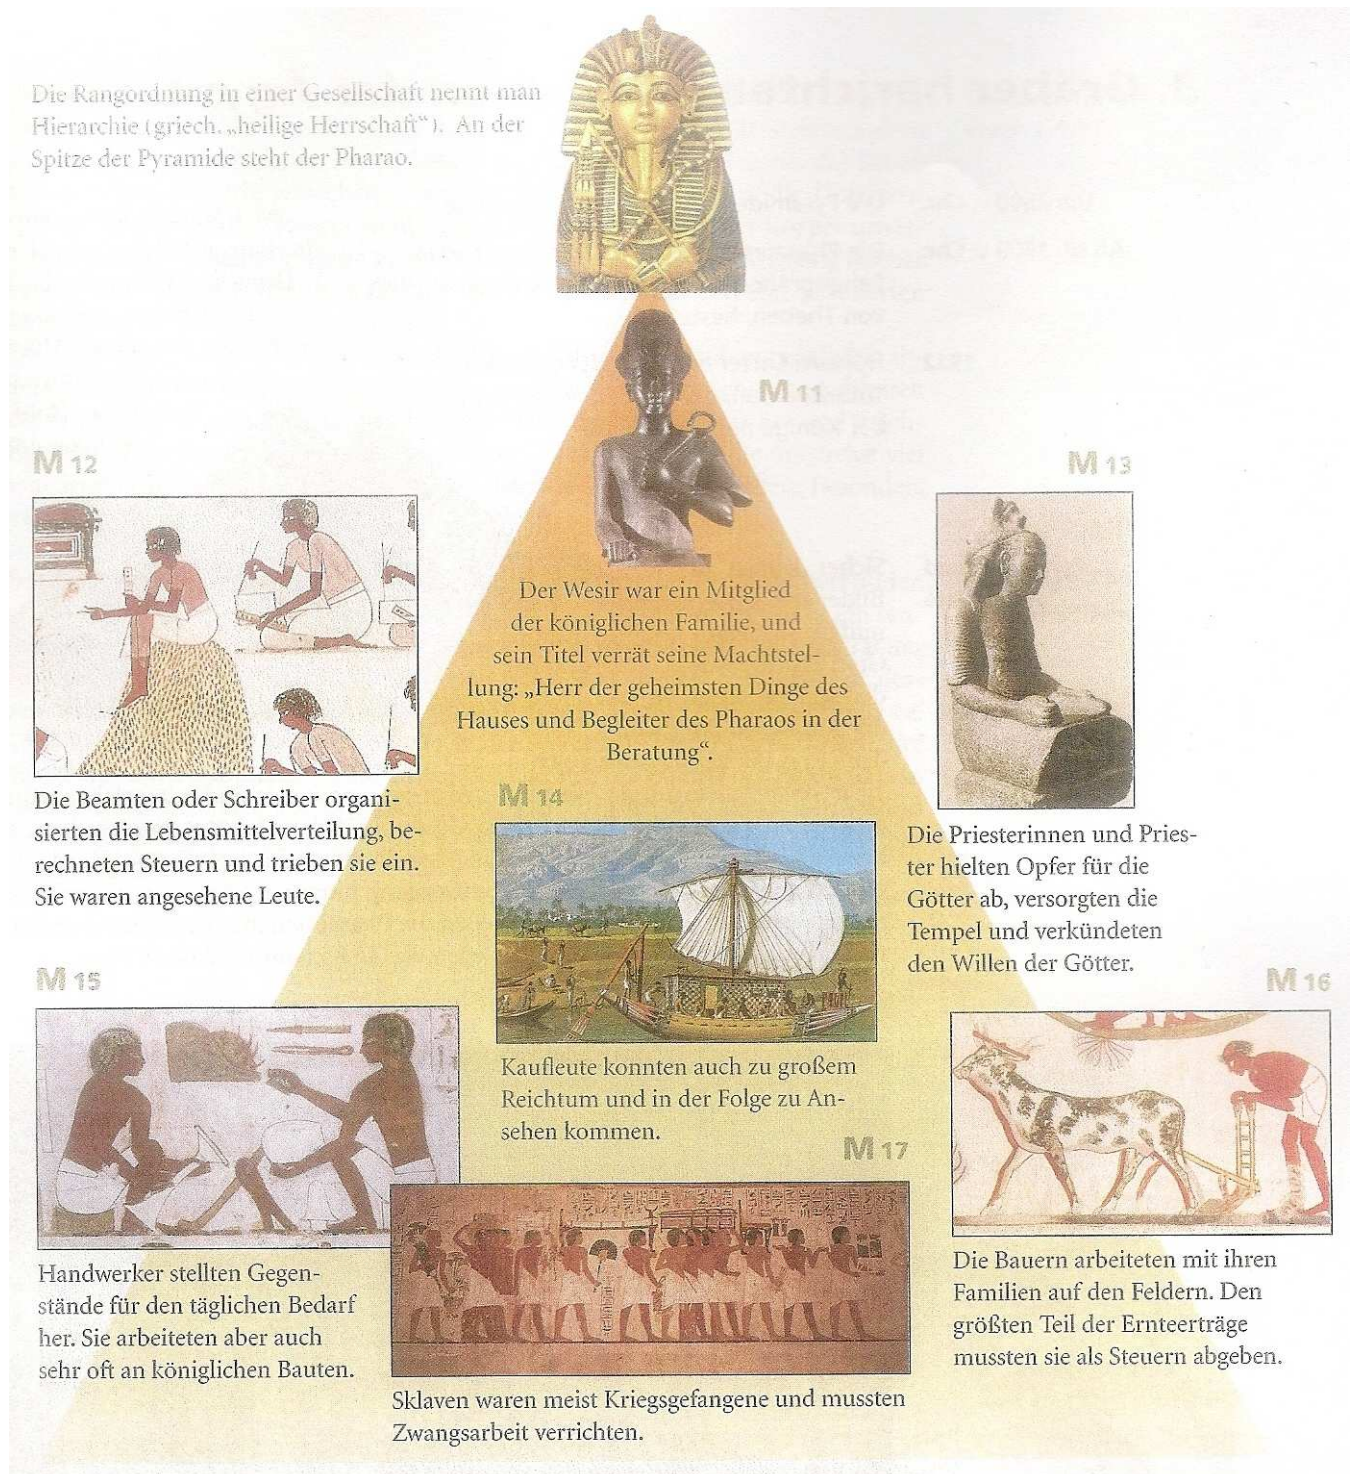 Die Rangordnung in einer Gesellschaft nennt man
Hierarchie (griech. „heilige Herrschaft“). An der
Spitze der Pyramide steht der Pharao.
M 11
Der Wesir war ein Mitglied
der königlichen Familie, und
sein Titel verrät seine Machtstel-
lung: „Herr der geheimsten Dinge des
Hauses und Begleiter des Pharaos in der
Beratung“.
M 12
Die Beamten oder Schreiber organi-
sierten die Lebensmittelverteilung, be-
rechneten Steuern und trieben sie ein.
Sie waren angesehene Leute.
M 13
Die Priesterinnen und Pries-
ter hielten Opfer für die
Götter ab, versorgten die
Tempel und verkündeten
den Willen der Götter.
M 14
Kaufleute konnten auch zu großem
Reichtum und in der Folge zu An-
sehen kommen.
M 15
Handwerker stellten Gegen-
stände für den täglichen Bedarf
her. Sie arbeiteten aber auch
sehr oft an königlichen Bauten.
M 16
Die Bauern arbeiteten mit ihren
Familien auf den Feldern. Den
größten Teil der Ernteerträge
mussten sie als Steuern abgeben.
M 17
Sklaven waren meist Kriegsgefangene und mussten
Zwangsarbeit verrichten.